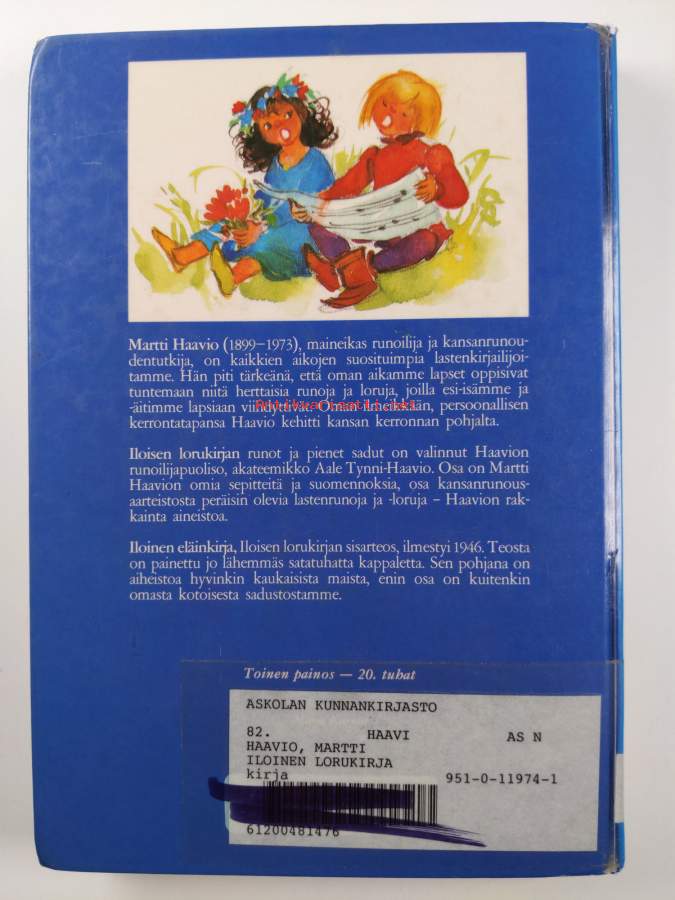 Martti Haavio (1899–1973), maineikas runoilija ja kansanrunou-
dentutkija, on kaikkien aikojen suosituimpia lastenkirjailijoi-
tamme. Hän piti tärkeänä, että oman aikamme lapset oppisivat
tuntemaan niitä herttaisia runoja ja loruja, joilla esi-isämme ja
-äitimme lapsiaan viihdyttivät. Oman ilmeikkään, persoonallisen
kerrontatapansa Haavio kehitti kansan kerronnan pohjalta.
Iloisen lorukirjan runot ja pienet sadut on valinnut Haavion
runoilijapuoliso, akateemikko Aale Tynni-Haavio. Osa on Martti
Haavion omia sepitteitä ja suomennoksia, osa kansanrunous-
aarteistosta peräisin olevia lastenrunoja ja -loruja – Haavion rak-
kainta aineistoa.
Iloinen eläinkirja, Iloisen lorukirjan sisarteos, ilmestyi 1946. Teosta
on painettu jo lähemmäs satatuhatta kappaletta. Sen pohjana on
aiheistoa hyvinkin kaukaisista maista, enin osa on kuitenkin
omasta kotoisesta sadustostamme.
Toinen painos — 20. tuhat
ASKOLAN KUNNANKIRJASTO
82. HAAVI AS N
HAAVIO, MARTTI
ILOINEN LORUKIRJA
kirja 951-0-11974-1
61200481476